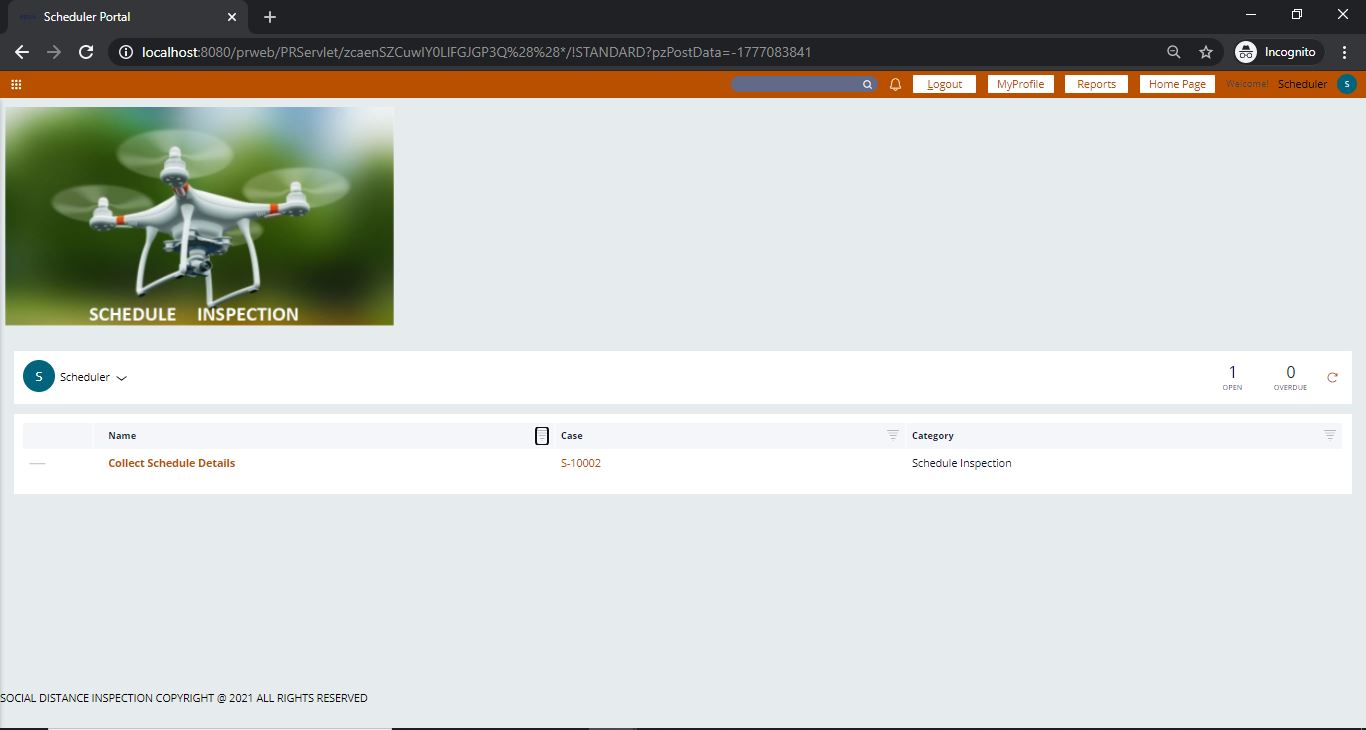 Scheduler Portal
localhost:8080/prweb/PRServlet/zcaenSZCuwIY0LIFGJGP3Q%28%28*/!STANDARD?pzPostData=-1777083841
Incognito
Logout MyProfile Reports Home Page Welcome! Scheduler S
SCHEDULE INSPECTION
S Scheduler 1 OPEN 0 OVERDUE
Name Case Category
Collect Schedule Details S-10002 Schedule Inspection
SOCIAL DISTANCE INSPECTION COPYRIGHT @ 2021 ALL RIGHTS RESERVED